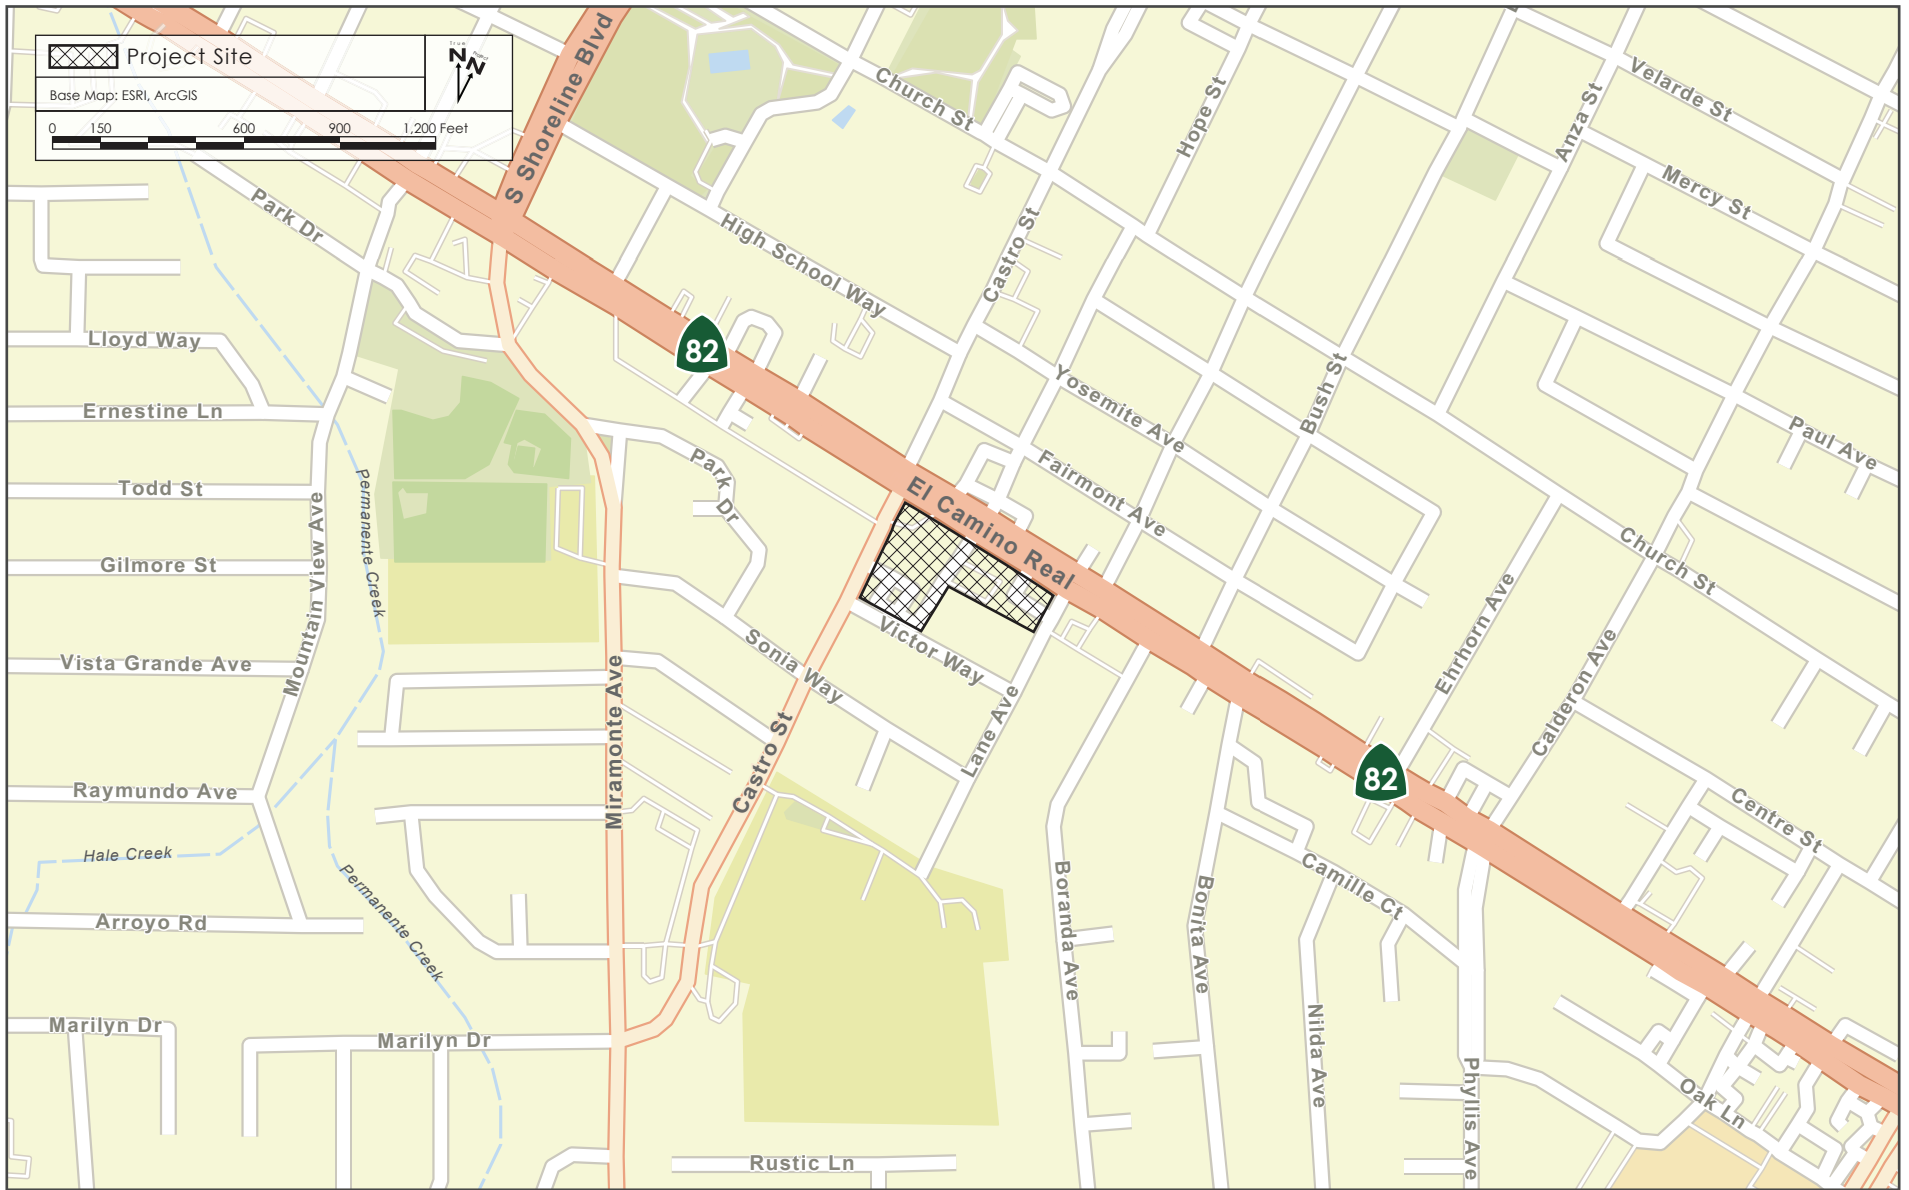 Project Site
True
N
Project
N
Base Map: ESRI, ArcGIS
0 150 600 900 1,200 Feet
S Shoreline Blvd
Church St
Hope St
Velarde St
Anza St
Mercy St
Park Dr
High School Way
Castro St
82
Lloyd Way
Ernestine Ln
Yosemite Ave
Bush St
Paul Ave
Todd St
Permanente Creek
Mountain View Ave
Park Dr
El Camino Real
Fairmont Ave
Church St
Gilmore St
Ehrhorn Ave
Calderon Ave
Vista Grande Ave
Sonia Way
Victor Way
Lane Ave
Miramonte Ave
Castro St
82
Raymundo Ave
Centre St
Hale Creek
Permanente Creek
Camille Ct
Arroyo Rd
Boranda Ave
Bonita Ave
Nilda Ave
Marilyn Dr
Marilyn Dr
Phyllis Ave
Oak Ln
Rustic Ln